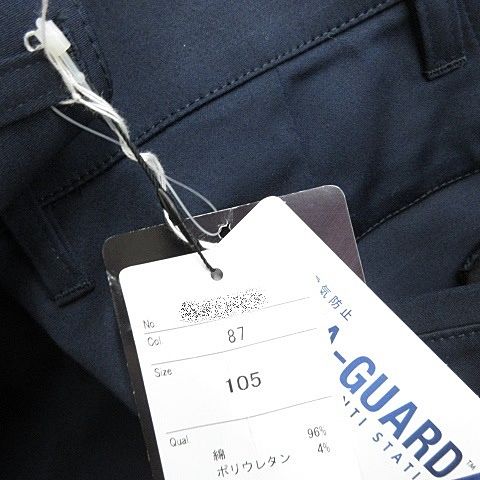 No.
Col. 87
Size
105
Qual
綿 96%
ポリウレタン 4%
気防止
A-GUARD™
NTI STATI